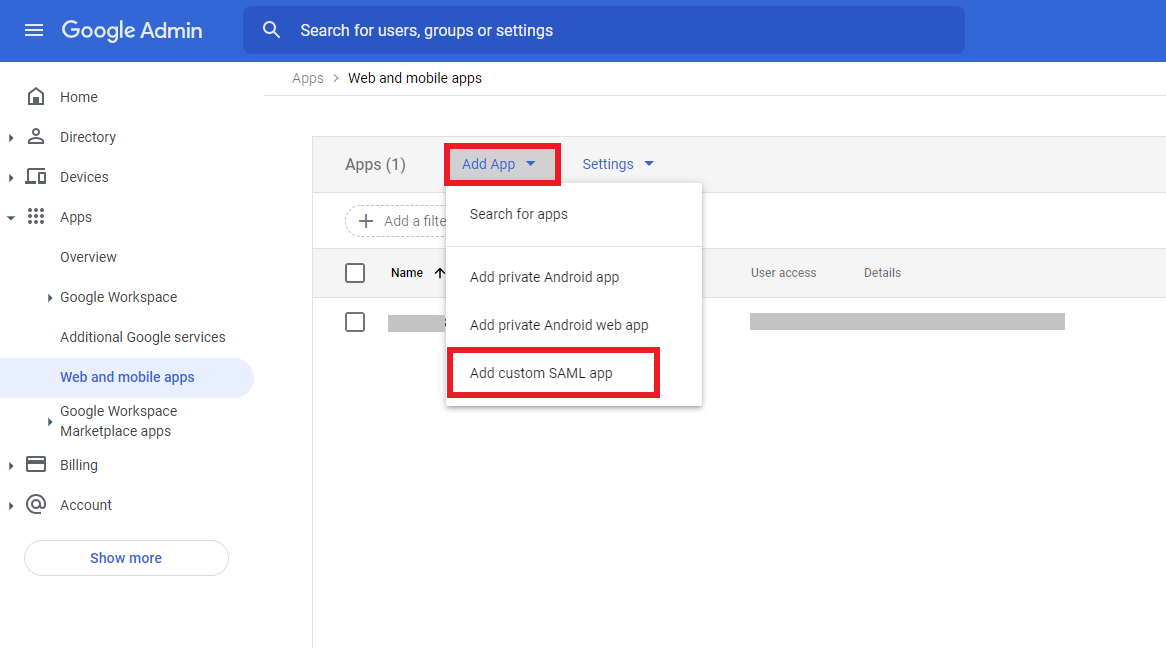 Google Admin
Search for users, groups or settings
Apps > Web and mobile apps
Home
Directory
Devices
Apps
Overview
Google Workspace
Additional Google services
Web and mobile apps
Google Workspace
Marketplace apps
Billing
Account
Show more
Apps (1)
Add App
Settings
Search for apps
Add private Android app
Add private Android web app
Add custom SAML app
Add a filte
Name
User access
Details